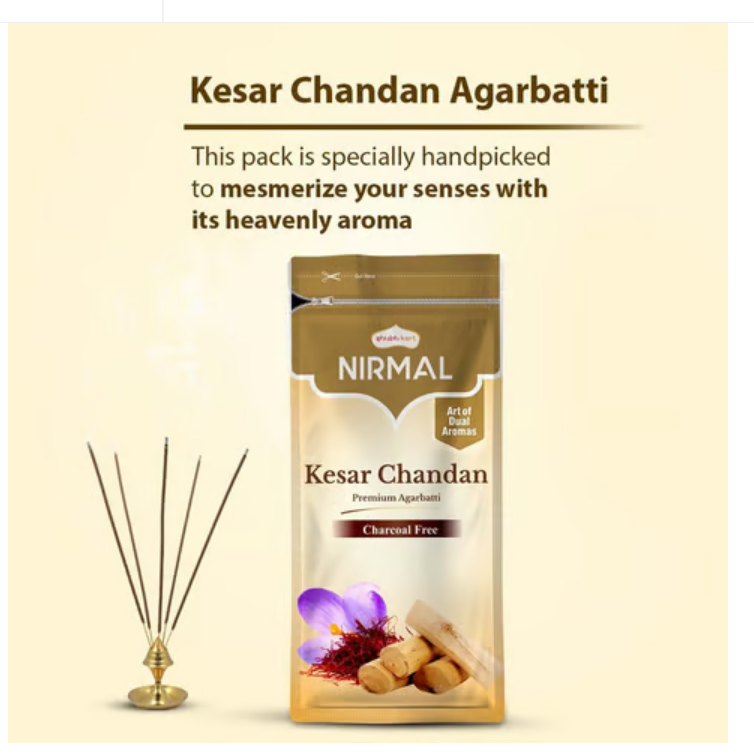 Kesar Chandan Agarbatti
This pack is specially handpicked
to mesmerize your senses with
its heavenly aroma
NIRMAL
Art of
Dual
Aromas
Kesar Chandan
Premium Agarbatti
Charcoal Free